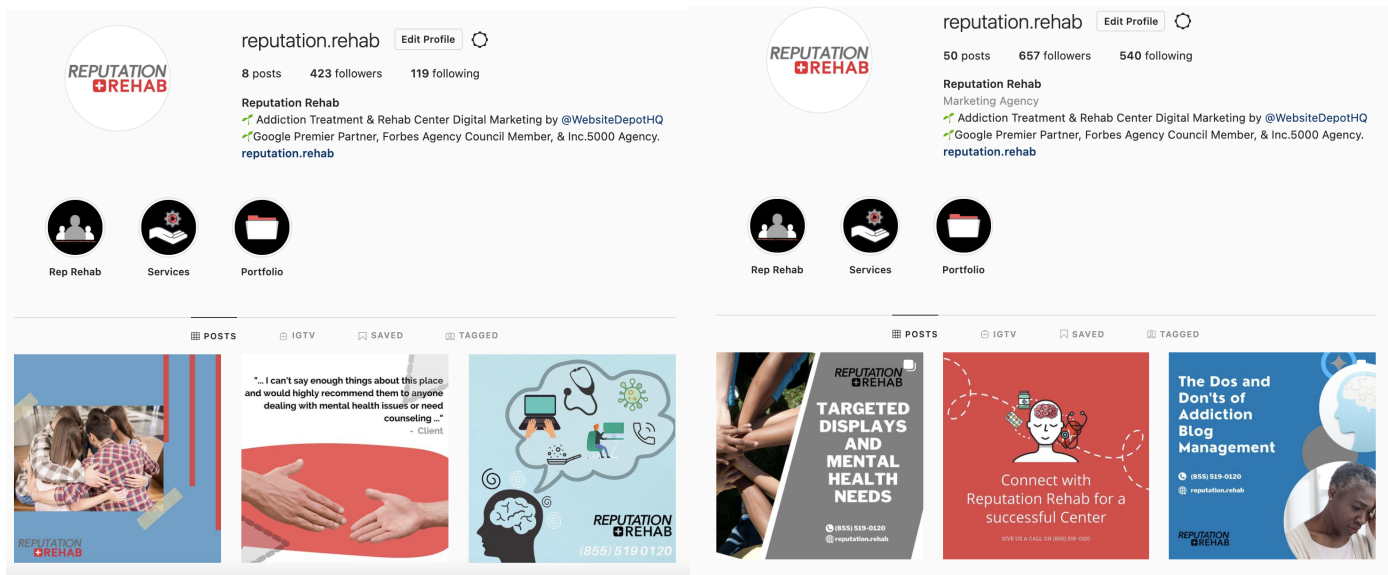 reputation.rehab Edit Profile
8 posts 423 followers 119 following
Reputation Rehab
Addiction Treatment & Rehab Center Digital Marketing by @WebsiteDepotHQ
Google Premier Partner, Forbes Agency Council Member, & Inc.5000 Agency.
reputation.rehab
REPUTATION
REHAB
Rep Rehab Services Portfolio
POSTS IGTV SAVED TAGGED
REPUTATION
REHAB
"... I can't say enough things about this place
and would highly recommend them to anyone
dealing with mental health issues or need
counseling ..."
- Client
REPUTATION
REHAB
(855) 519 0120
reputation.rehab Edit Profile
50 posts 657 followers 540 following
Reputation Rehab
Marketing Agency
Addiction Treatment & Rehab Center Digital Marketing by @WebsiteDepotHQ
Google Premier Partner, Forbes Agency Council Member, & Inc.5000 Agency.
reputation.rehab
REPUTATION
REHAB
Rep Rehab Services Portfolio
POSTS IGTV SAVED TAGGED
REPUTATION
REHAB
TARGETED
DISPLAYS
AND
MENTAL
HEALTH
NEEDS
(855) 519-0120
reputation.rehab
Connect with
Reputation Rehab for a
successful Center
GIVE US A CALL ON (855) 519-0120
The Dos and
Don'ts of
Addiction
Blog
Management
(855) 519-0120
reputation.rehab
REPUTATION
REHAB